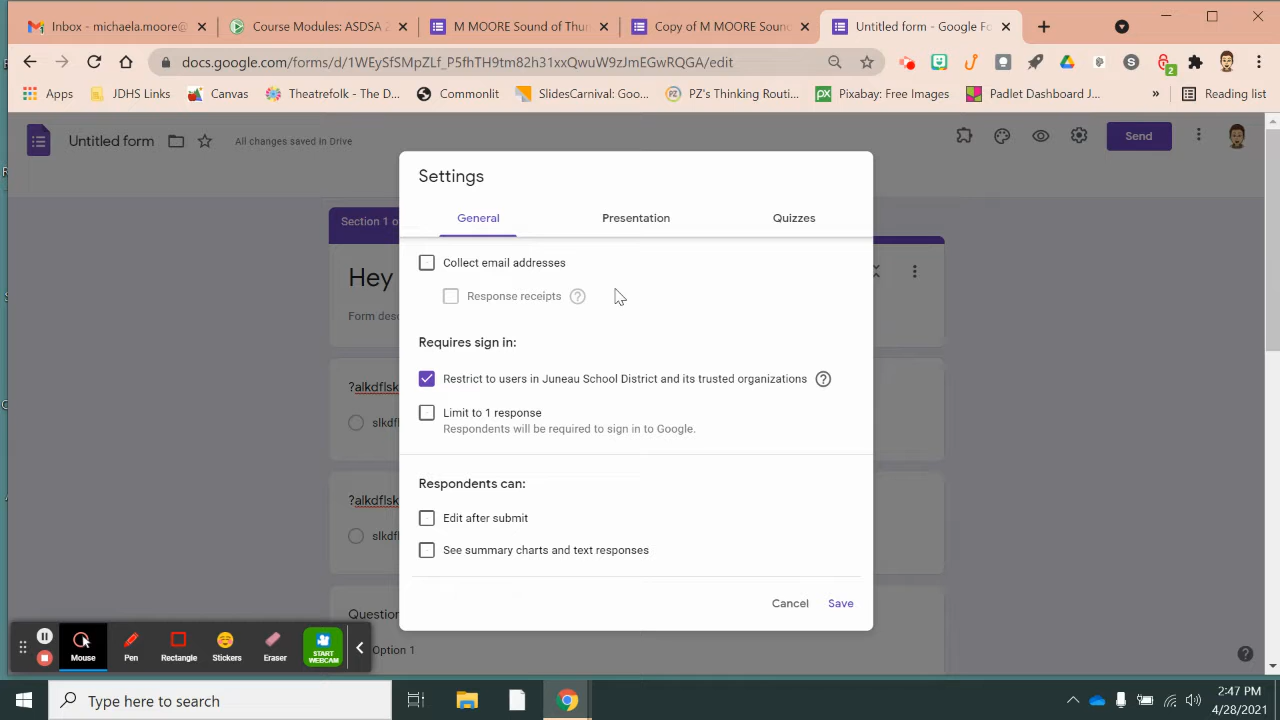 Inbox - michaela.moore@
Course Modules: ASDSA 2
M MOORE Sound of Thun
Copy of M MOORE Soun
Untitled form - Google Fo
docs.google.com/forms/d/1WEySfSMpZLf_P5fhTH9tm82h31xxQwuW9zJmEGwRQGA/edit
2
Apps
JDHS Links
Canvas
Theatrefolk - The D...
Commonlit
SlidesCarnival: Goo...
PZ's Thinking Routi...
Pixabay: Free Images
Padlet Dashboard J...
»
Reading list
Untitled form
All changes saved in Drive
Send
Settings
General
Presentation
Quizzes
Section 1 o
Hey
Form desc
Collect email addresses
Response receipts
Requires sign in:
Restrict to users in Juneau School District and its trusted organizations
?alkdflsk
Limit to 1 response
slkdfl
Respondents will be required to sign in to Google.
Respondents can:
?alkdflsk
Edit after submit
slkdfl
See summary charts and text responses
Cancel
Save
Question
Option 1
Mouse
Pen
Rectangle
Stickers
Eraser
START WEBCAM
Type here to search
2:47 PM
4/28/2021